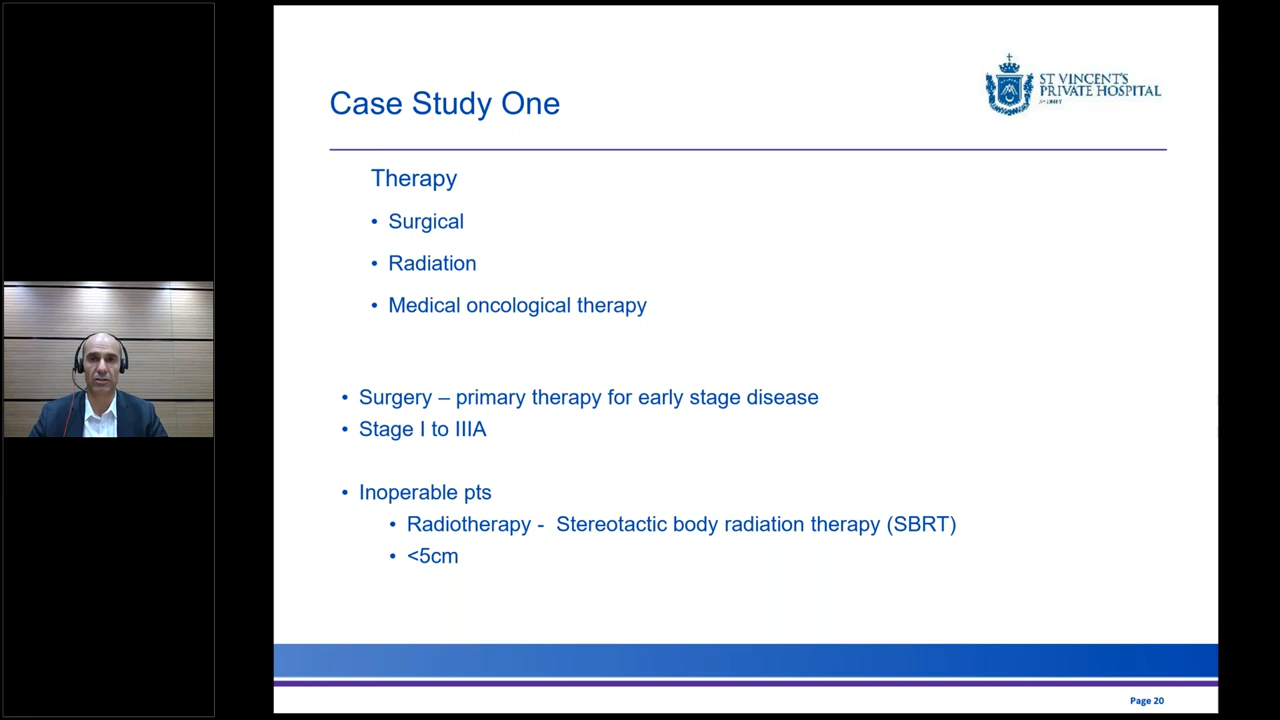 ST VINCENT'S
PRIVATE HOSPITAL
SYDNEY
Case Study One
Therapy
• Surgical
• Radiation
• Medical oncological therapy
• Surgery – primary therapy for early stage disease
• Stage I to IIIA
• Inoperable pts
• Radiotherapy - Stereotactic body radiation therapy (SBRT)
• <5cm
Page 20